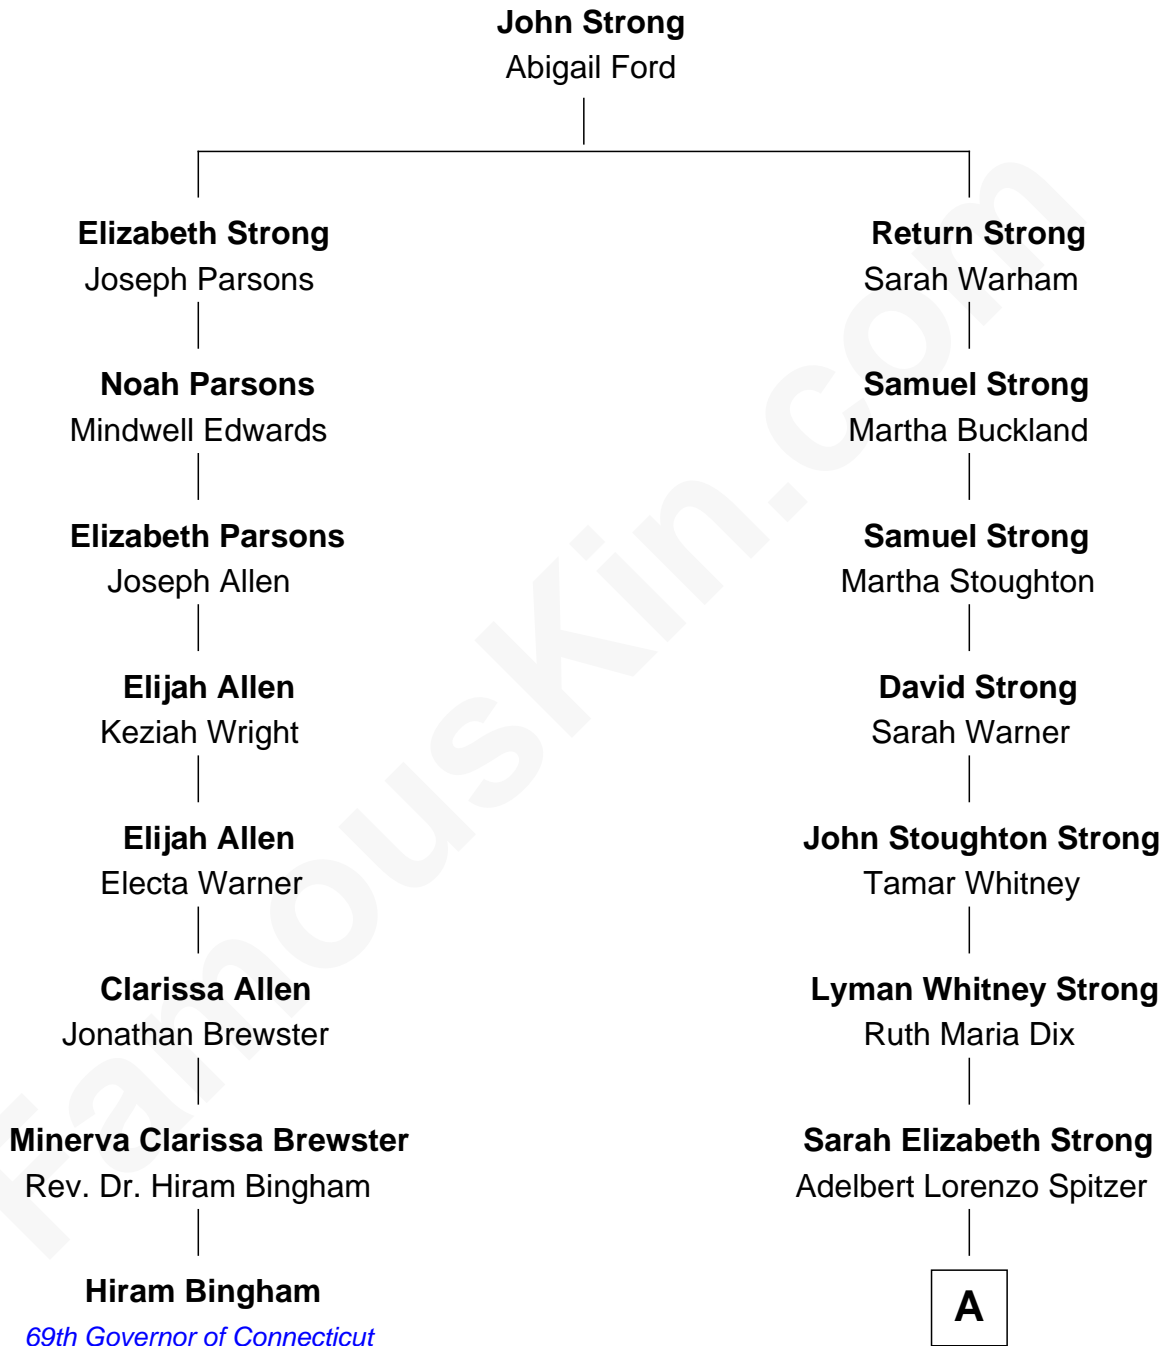 John Strong
Abigail Ford
Elizabeth Strong
Joseph Parsons
Return Strong
Sarah Warham
Noah Parsons
Mindwell Edwards
Samuel Strong
Martha Buckland
Elizabeth Parsons
Joseph Allen
Samuel Strong
Martha Stoughton
Elijah Allen
Keziah Wright
David Strong
Sarah Warner
Elijah Allen
Electa Warner
John Stoughton Strong
Tamar Whitney
Clarissa Allen
Jonathan Brewster
Lyman Whitney Strong
Ruth Maria Dix
Minerva Clarissa Brewster
Rev. Dr. Hiram Bingham
Sarah Elizabeth Strong
Adelbert Lorenzo Spitzer
Hiram Bingham
69th Governor of Connecticut
A
FamousKin.com